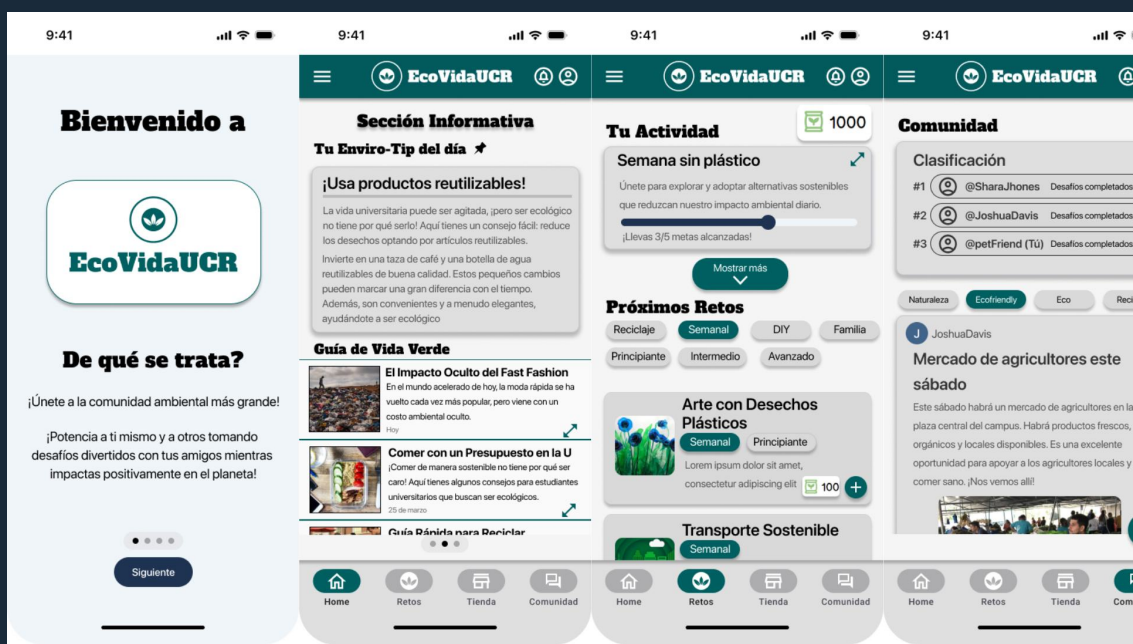 9:41
Bienvenido a
EcoVidaUCR
De qué se trata?
¡Únete a la comunidad ambiental más grande!
¡Potencia a ti mismo y a otros tomando
desafíos divertidos con tus amigos mientras
impactas positivamente en el planeta!
Siguiente
9:41
EcoVidaUCR
Sección Informativa
Tu Enviro-Tip del día
¡Usa productos reutilizables!
La vida universitaria puede ser agitada, ¡pero ser ecológico
no tiene por qué serlo! Aquí tienes un consejo fácil: reduce
los desechos optando por artículos reutilizables.
Invierte en una taza de café y una botella de agua
reutilizables de buena calidad. Estos pequeños cambios
pueden marcar una gran diferencia con el tiempo.
Además, son convenientes y a menudo elegantes,
ayudándote a ser ecológico
Guía de Vida Verde
El Impacto Oculto del Fast Fashion
En el mundo acelerado de hoy, la moda rápida se ha
vuelto cada vez más popular, pero viene con un
costo ambiental oculto.
Hoy
Comer con un Presupuesto en la U
¡Comer de manera sostenible no tiene por qué ser
caro! Aquí tienes algunos consejos para estudiantes
universitarios que buscan ser ecológicos.
25 de marzo
Guía Rápida para Reciclar
Home Retos Tienda Comunidad
9:41
EcoVidaUCR
Tu Actividad
1000
Semana sin plástico
Únete para explorar y adoptar alternativas sostenibles
que reduzcan nuestro impacto ambiental diario.
¡Llevas 3/5 metas alcanzadas!
Mostrar más
Próximos Retos
Reciclaje Semanal DIY Familia
Principiante Intermedio Avanzado
Arte con Desechos
Plásticos
Semanal Principiante
Lorem ipsum dolor sit amet,
consectetur adipiscing elit
100
Transporte Sostenible
Semanal
Home Retos Tienda Comunidad
9:41
EcoVidaUCR
Comunidad
Clasificación
#1 @SharaJhones Desafíos completados
#2 @JoshuaDavis Desafíos completados
#3 @petFriend (Tú) Desafíos completados
Naturaleza Ecofriendly Eco Reci
J JoshuaDavis
Mercado de agricultores este
sábado
Este sábado habrá un mercado de agricultores en la
plaza central del campus. Habrá productos frescos,
orgánicos y locales disponibles. Es una excelente
oportunidad para apoyar a los agricultores locales y
comer sano. ¡Nos vemos allí!
Home Retos Tienda Com